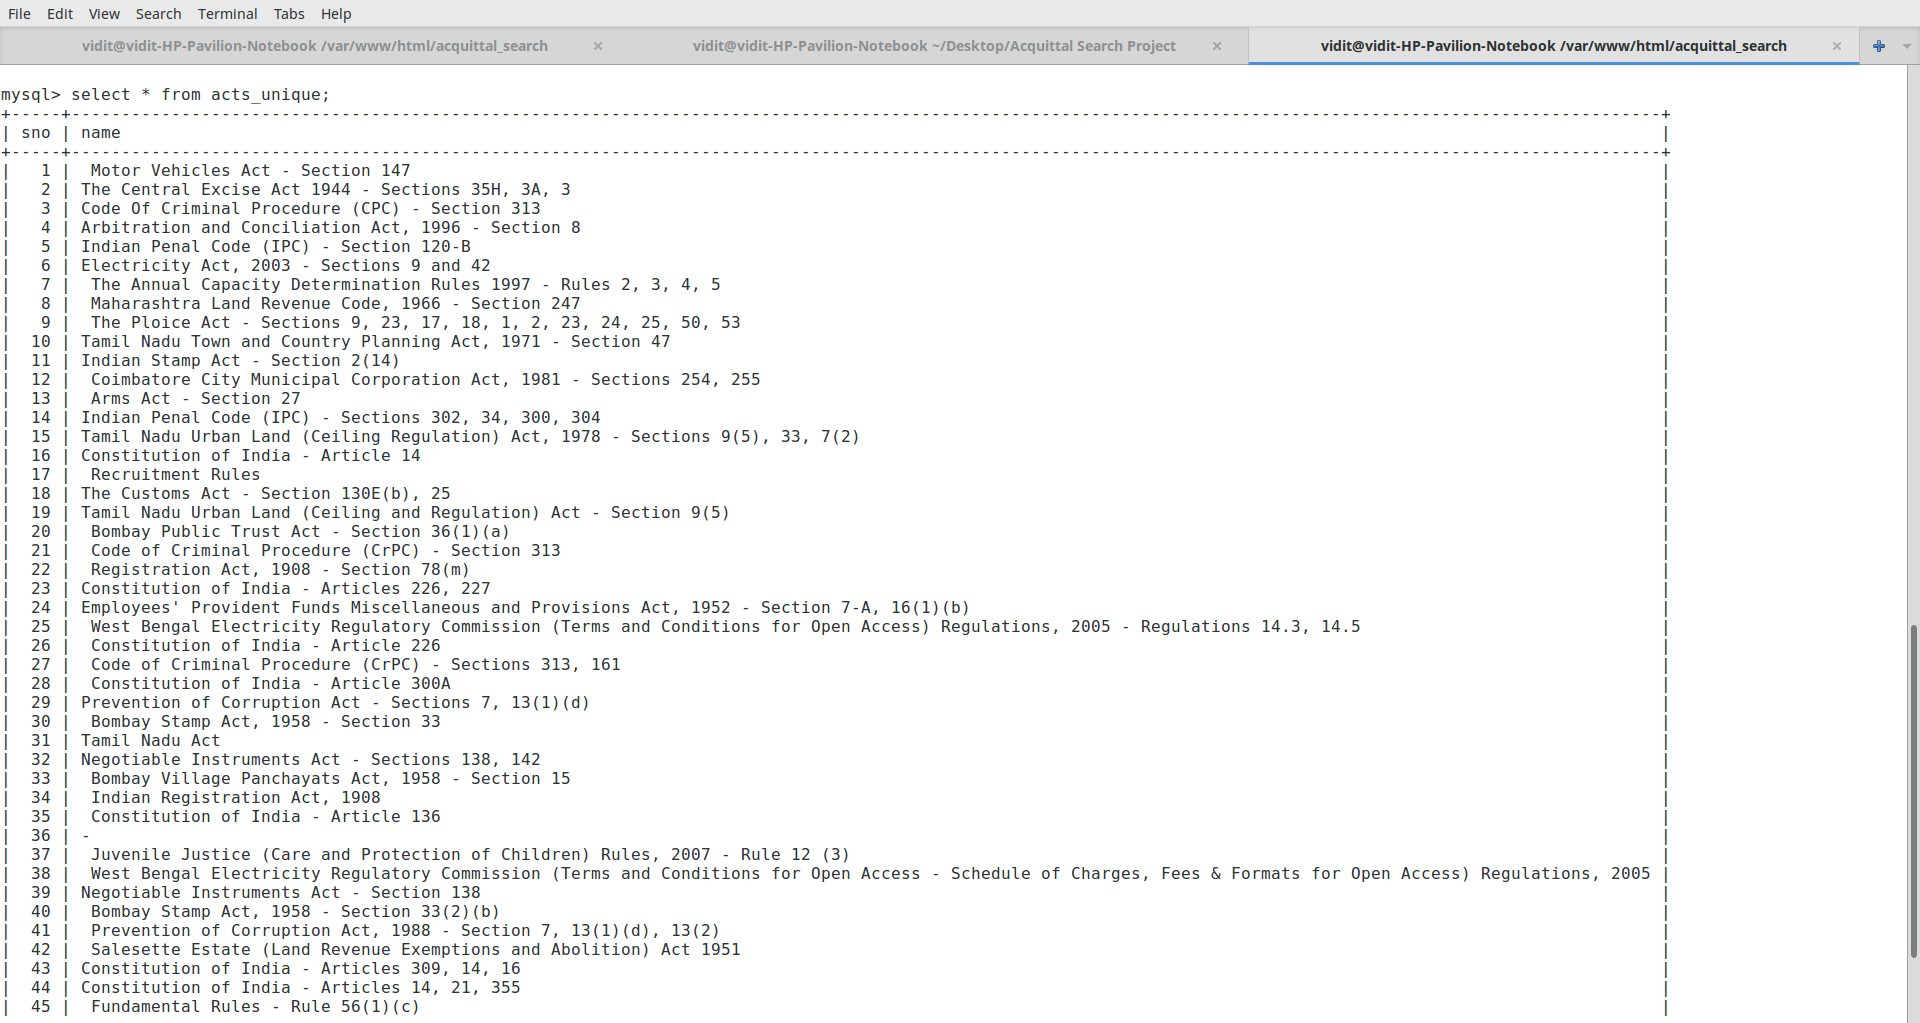 File Edit View Search Terminal Tabs Help
vidit@vidit-HP-Pavilion-Notebook /var/www/html/acquittal_search × vidit@vidit-HP-Pavilion-Notebook ~/Desktop/Acquittal Search Project × vidit@vidit-HP-Pavilion-Notebook /var/www/html/acquittal_search ×
mysql> select * from acts_unique;
| sno | name |
| 1 |  Motor Vehicles Act - Section 147 |
| 2 | The Central Excise Act 1944 - Sections 35H, 3A, 3 |
| 3 | Code Of Criminal Procedure (CPC) - Section 313 |
| 4 | Arbitration and Conciliation Act, 1996 - Section 8 |
| 5 | Indian Penal Code (IPC) - Section 120-B |
| 6 | Electricity Act, 2003 - Sections 9 and 42 |
| 7 |  The Annual Capacity Determination Rules 1997 - Rules 2, 3, 4, 5 |
| 8 |  Maharashtra Land Revenue Code, 1966 - Section 247 |
| 9 |  The Ploice Act - Sections 9, 23, 17, 18, 1, 2, 23, 24, 25, 50, 53 |
| 10 | Tamil Nadu Town and Country Planning Act, 1971 - Section 47 |
| 11 | Indian Stamp Act - Section 2(14) |
| 12 |  Coimbatore City Municipal Corporation Act, 1981 - Sections 254, 255 |
| 13 |  Arms Act - Section 27 |
| 14 | Indian Penal Code (IPC) - Sections 302, 34, 300, 304 |
| 15 | Tamil Nadu Urban Land (Ceiling Regulation) Act, 1978 - Sections 9(5), 33, 7(2) |
| 16 | Constitution of India - Article 14 |
| 17 |  Recruitment Rules |
| 18 | The Customs Act - Section 130E(b), 25 |
| 19 | Tamil Nadu Urban Land (Ceiling and Regulation) Act - Section 9(5) |
| 20 |  Bombay Public Trust Act - Section 36(1)(a) |
| 21 |  Code of Criminal Procedure (CrPC) - Section 313 |
| 22 |  Registration Act, 1908 - Section 78(m) |
| 23 | Constitution of India - Articles 226, 227 |
| 24 | Employees' Provident Funds Miscellaneous and Provisions Act, 1952 - Section 7-A, 16(1)(b) |
| 25 |  West Bengal Electricity Regulatory Commission (Terms and Conditions for Open Access) Regulations, 2005 - Regulations 14.3, 14.5 |
| 26 |  Constitution of India - Article 226 |
| 27 |  Code of Criminal Procedure (CrPC) - Sections 313, 161 |
| 28 |  Constitution of India - Article 300A |
| 29 | Prevention of Corruption Act - Sections 7, 13(1)(d) |
| 30 |  Bombay Stamp Act, 1958 - Section 33 |
| 31 | Tamil Nadu Act |
| 32 | Negotiable Instruments Act - Sections 138, 142 |
| 33 |  Bombay Village Panchayats Act, 1958 - Section 15 |
| 34 |  Indian Registration Act, 1908 |
| 35 |  Constitution of India - Article 136 |
| 36 | - |
| 37 |  Juvenile Justice (Care and Protection of Children) Rules, 2007 - Rule 12 (3) |
| 38 |  West Bengal Electricity Regulatory Commission (Terms and Conditions for Open Access - Schedule of Charges, Fees & Formats for Open Access) Regulations, 2005 |
| 39 | Negotiable Instruments Act - Section 138 |
| 40 |  Bombay Stamp Act, 1958 - Section 33(2)(b) |
| 41 |  Prevention of Corruption Act, 1988 - Section 7, 13(1)(d), 13(2) |
| 42 |  Salesette Estate (Land Revenue Exemptions and Abolition) Act 1951 |
| 43 | Constitution of India - Articles 309, 14, 16 |
| 44 | Constitution of India - Articles 14, 21, 355 |
| 45 |  Fundamental Rules - Rule 56(1)(c) |